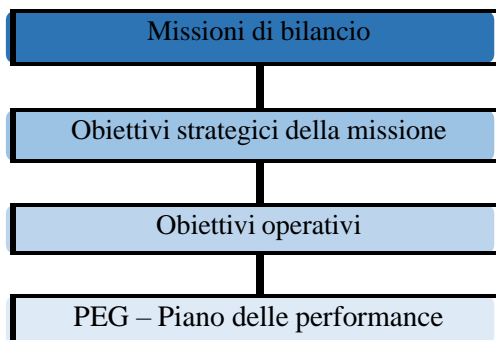 Missioni di bilancio
Obiettivi strategici della missione
Obiettivi operativi
PEG – Piano delle performance